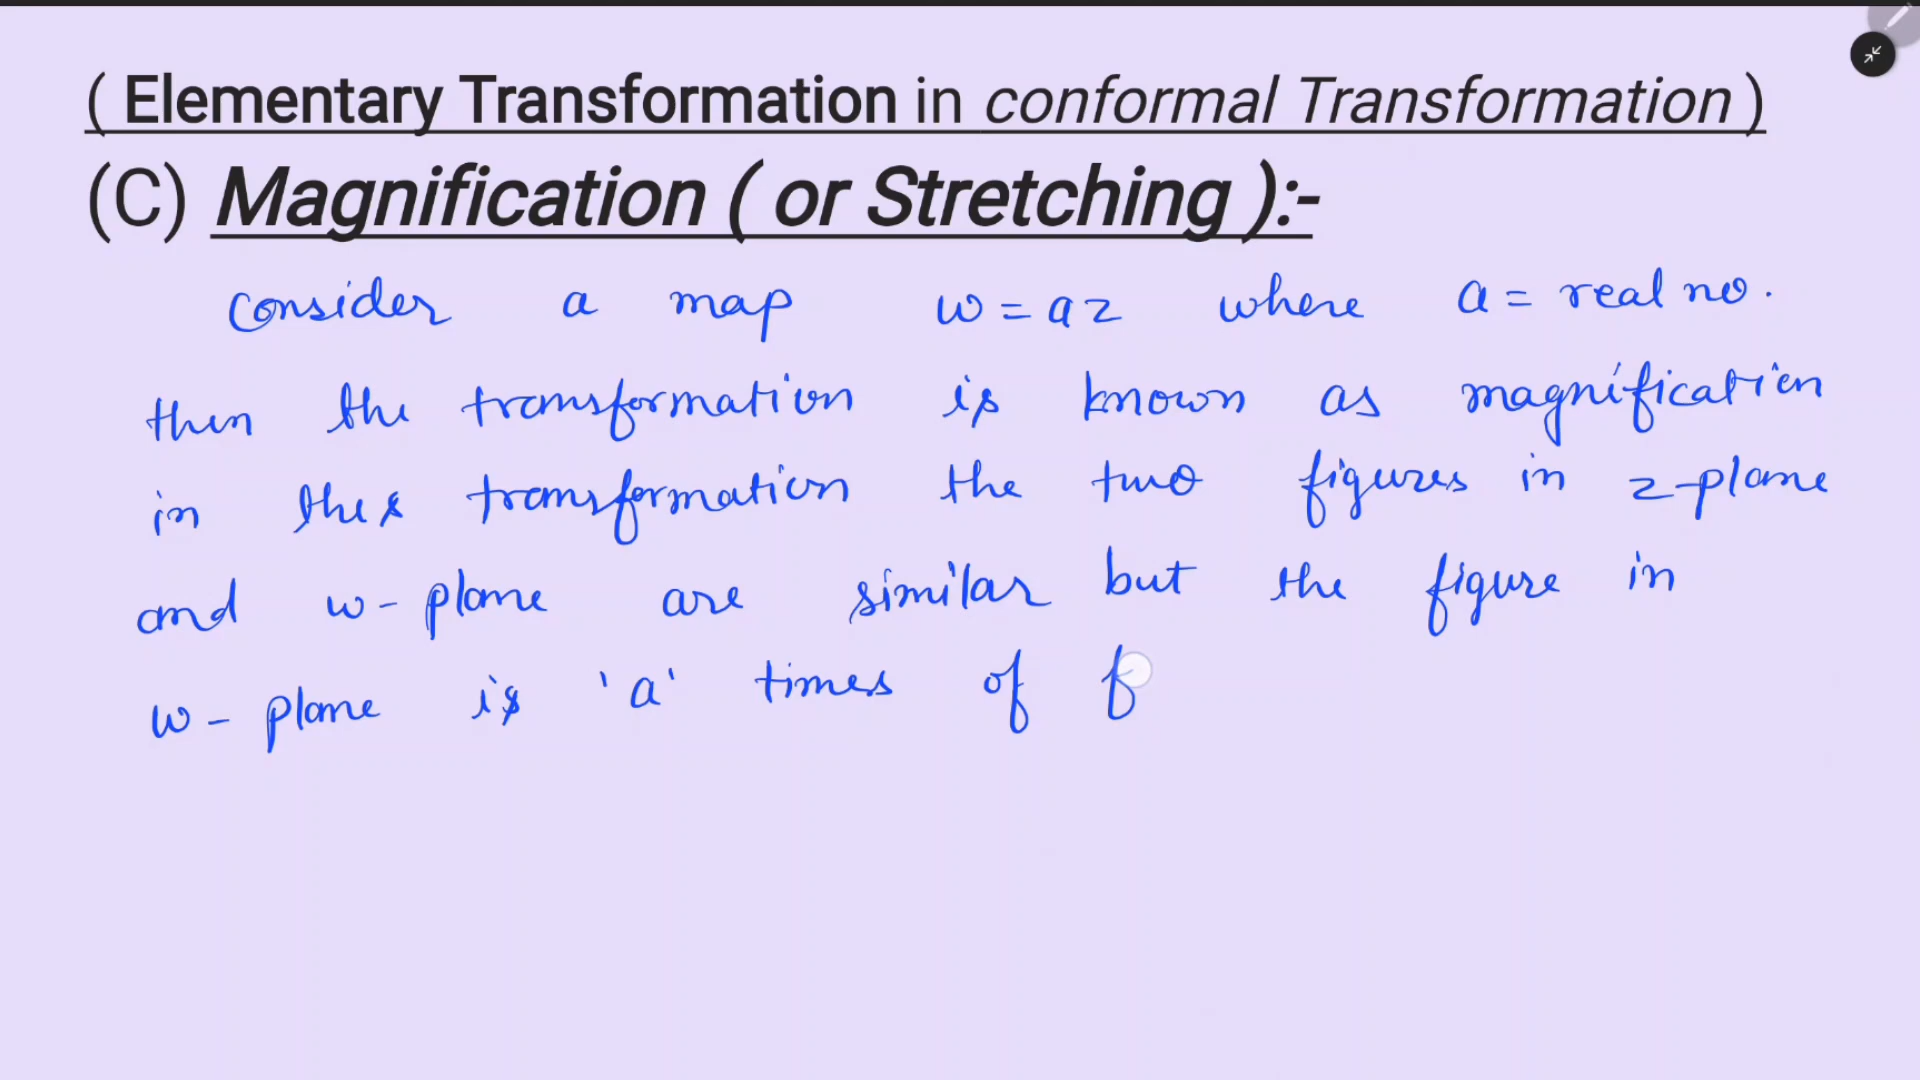 ( Elementary Transformation in conformal Transformation )
(C) Magnification ( or Stretching ):-
Consider a map w = az where a = real no.
then the transformation is known as magnification
in this transformation the two figures in z-plane
and w-plane are similar but the figure in
w-plane is 'a' times of f